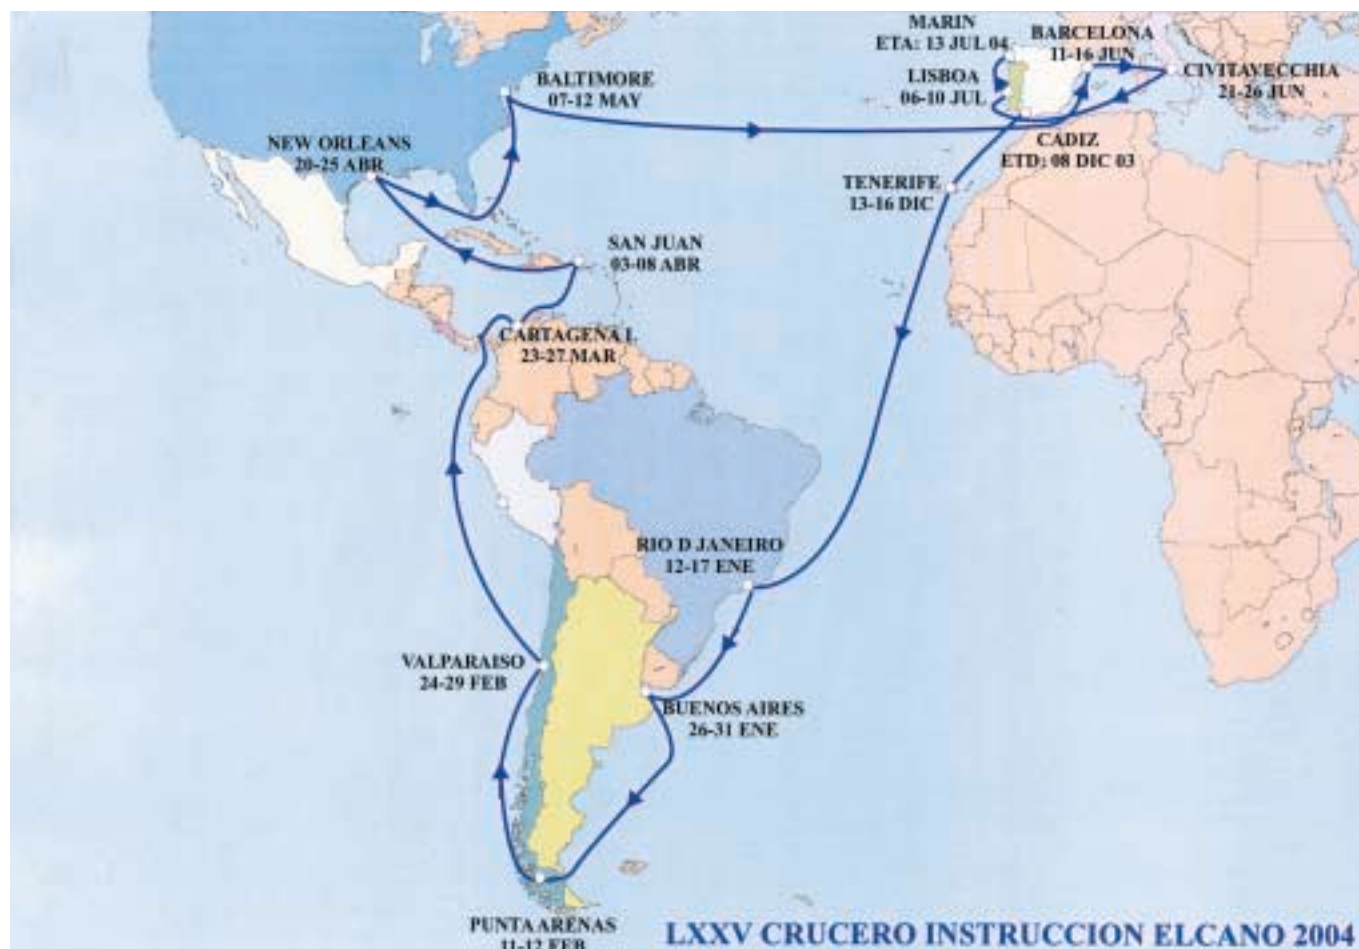 MARIN
ETA: 13 JUL 04
BARCELONA
11-16 JUN
LISBOA
06-10 JUL
CIVITAVECCHIA
21-26 JUN
BALTIMORE
07-12 MAY
CADIZ
ETD: 08 DIC 03
NEW ORLEANS
20-25 ABR
TENERIFE
13-16 DIC
SAN JUAN
03-08 ABR
CARTAGENA I.
23-27 MAR
RIO D JANEIRO
12-17 ENE
VALPARAISO
24-29 FEB
BUENOS AIRES
26-31 ENE
PUNTA ARENAS
11-12 FEB
LXXV CRUCERO INSTRUCCION ELCANO 2004